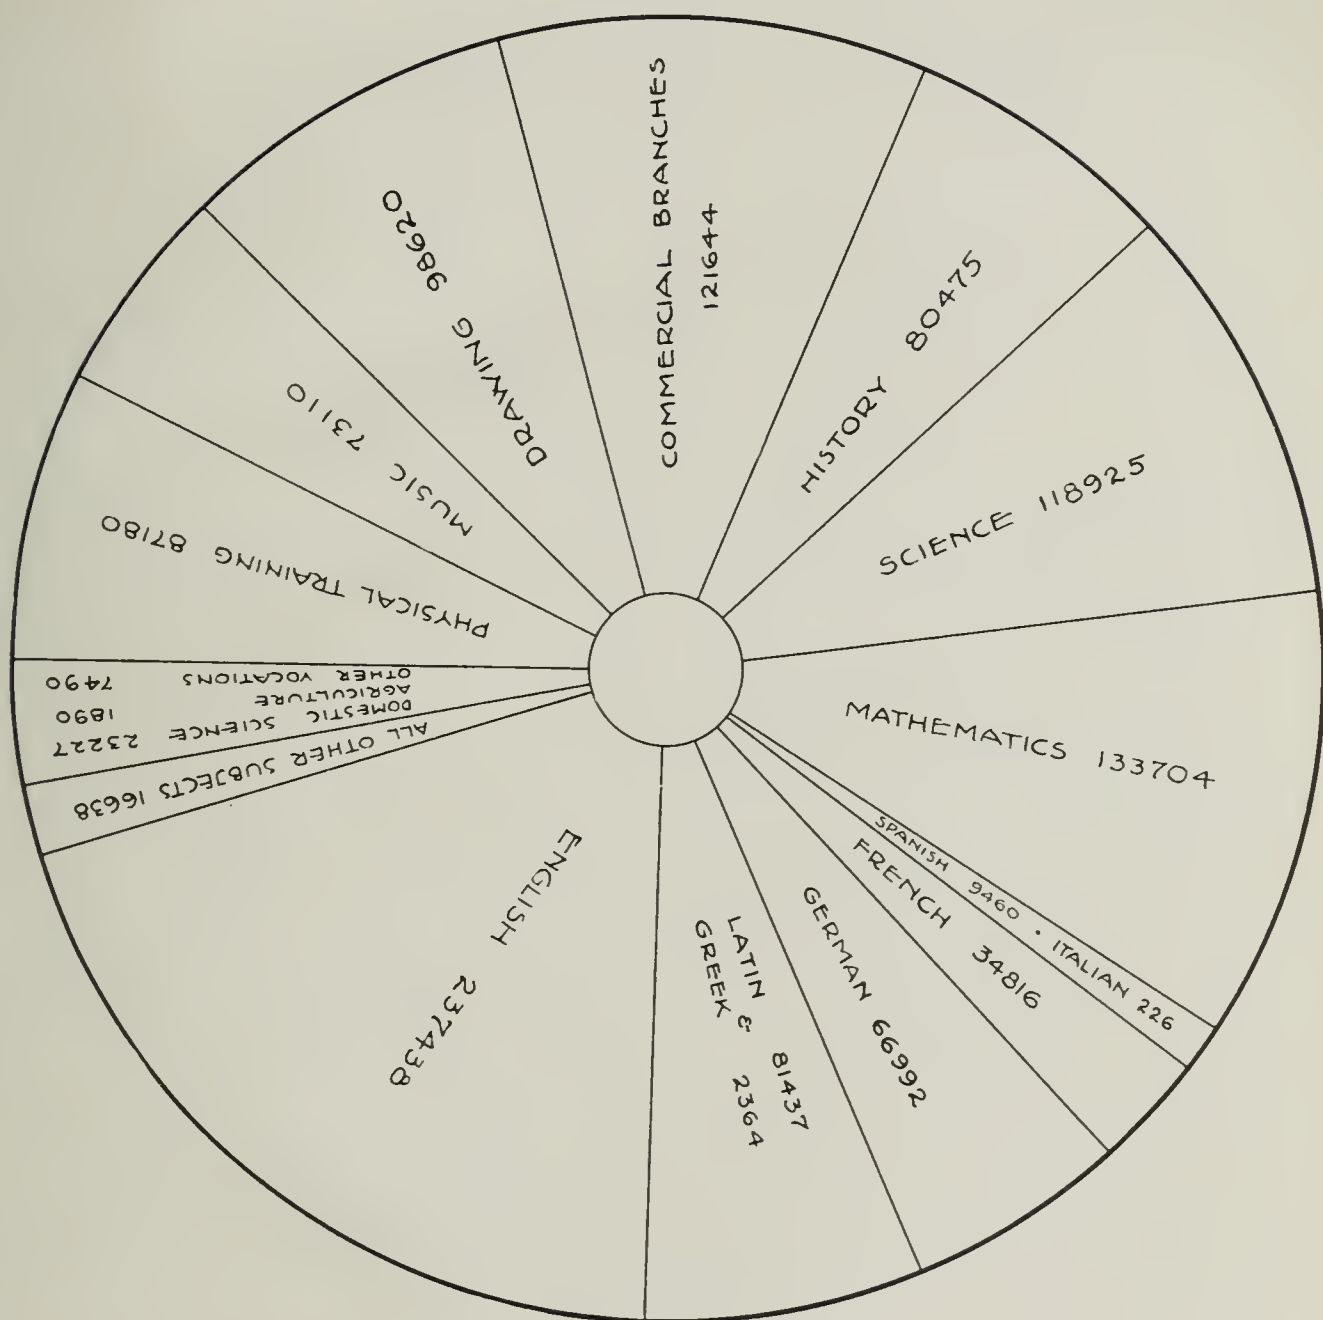 COMMERCIAL BRANCHES
121644
HISTORY 80475
SCIENCE 118925
MATHEMATICS 133704
SPANISH 9460 · ITALIAN 226
FRENCH 34816
GERMAN 66992
LATIN & 81437
GREEK 2364
ENGLISH 237438
ALL OTHER SUBJECTS 16638
DOMESTIC SCIENCE 23227
AGRICULTURE 1890
OTHER VOCATIONS 7490
PHYSICAL TRAINING 87180
MUSIC 73110
DRAWING 98620